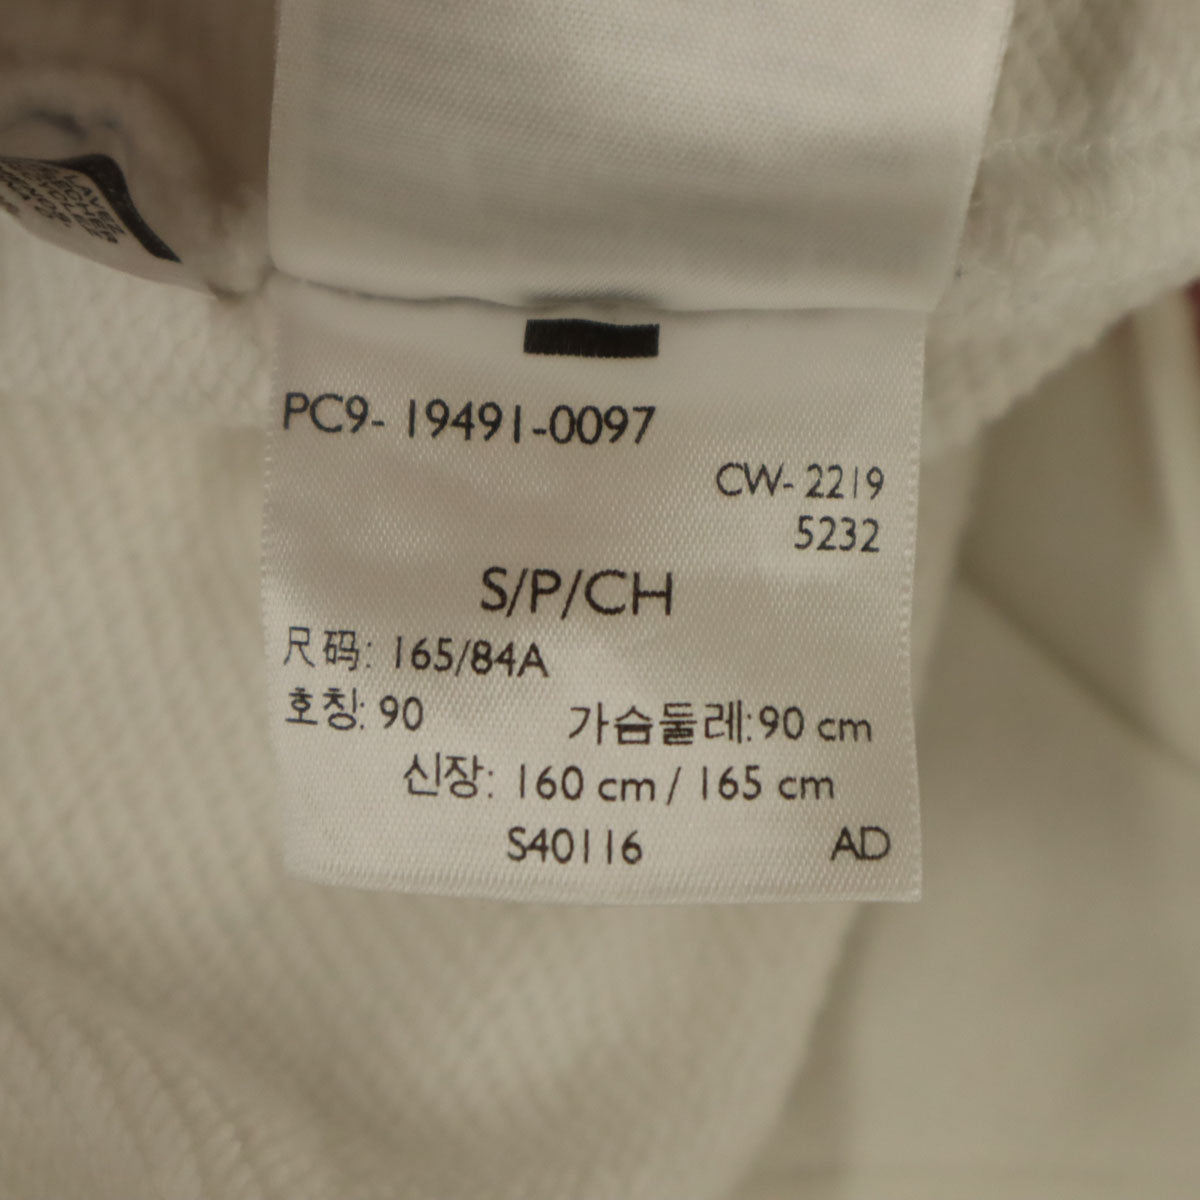 LAVEZ
PC9- 19491-0097
CW- 2219
5232
S/P/CH
尺码: 165/84A
호칭: 90 가슴둘레: 90 cm
신장: 160 cm / 165 cm
S40116 AD